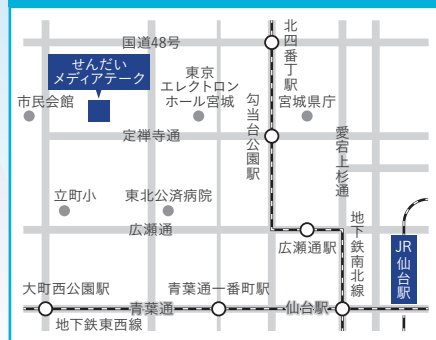 国道48号
北四番丁駅
せんだい
メディアテーク
東京
エレクトロン
ホール宮城
市民会館
宮城県庁
勾当台公園駅
定禅寺通
愛宕上杉通
立町小
東北公済病院
広瀬通
広瀬通駅
地下鉄南北線
JR
仙台駅
大町西公園駅
青葉通一番町駅
青葉通
仙台駅
地下鉄東西線